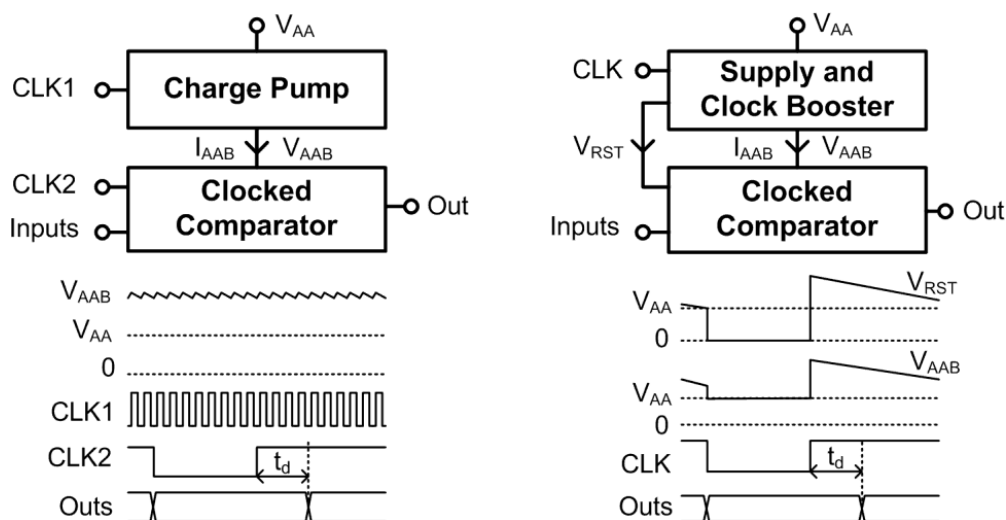 V_AA
CLK1
Charge Pump
I_AAB
V_AAB
CLK2
Clocked
Comparator
Inputs
Out
V_AAB
V_AA
0
CLK1
CLK2
t_d
Outs
V_AA
CLK
Supply and
Clock Booster
V_RST
I_AAB
V_AAB
Clocked
Comparator
Inputs
Out
V_AA
V_RST
0
V_AAB
V_AA
0
CLK
t_d
Outs